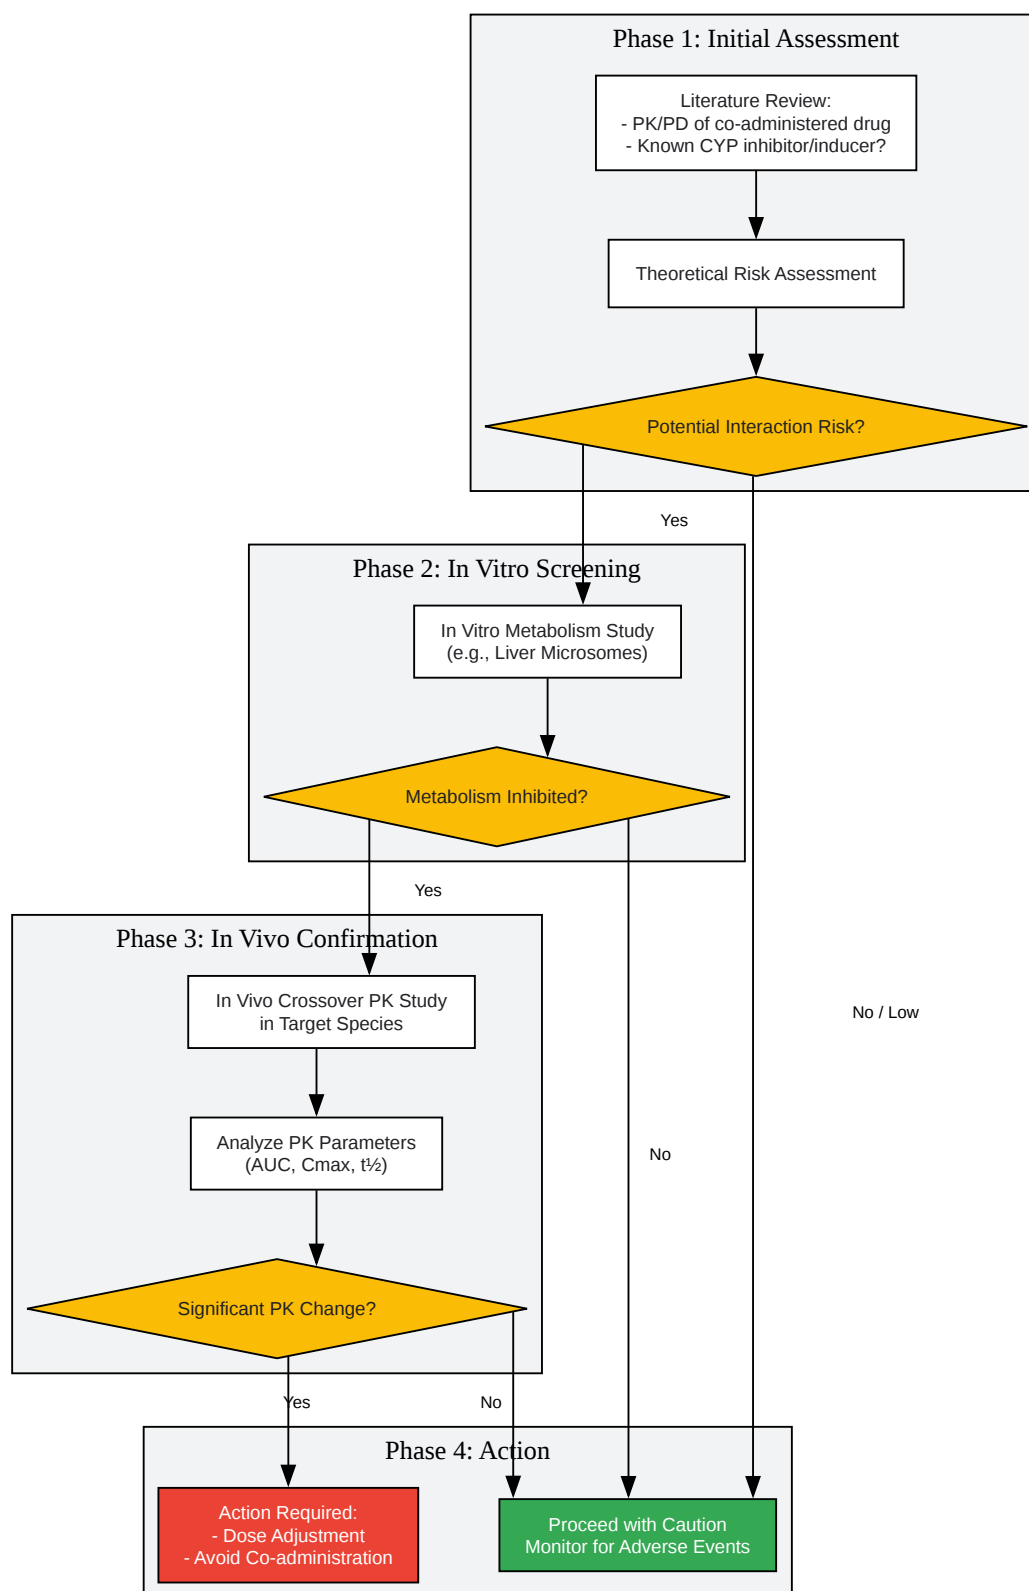 Phase 1: Initial Assessment
Literature Review:
- PK/PD of co-administered drug
- Known CYP inhibitor/inducer?
Theoretical Risk Assessment
Potential Interaction Risk?
Yes
Phase 2: In Vitro Screening
In Vitro Metabolism Study
(e.g., Liver Microsomes)
Metabolism Inhibited?
Yes
Phase 3: In Vivo Confirmation
In Vivo Crossover PK Study
in Target Species
No / Low
Analyze PK Parameters
(AUC, Cmax, t½)
No
Significant PK Change?
Yes
No
Phase 4: Action
Action Required:
- Dose Adjustment
- Avoid Co-administration
Proceed with Caution
Monitor for Adverse Events